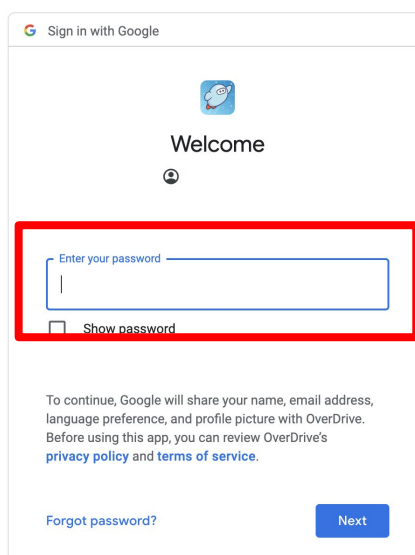 Sign in with Google
Welcome
Enter your password
Show password
To continue, Google will share your name, email address,
language preference, and profile picture with OverDrive.
Before using this app, you can review OverDrive's
privacy policy and terms of service.
Forgot password?
Next